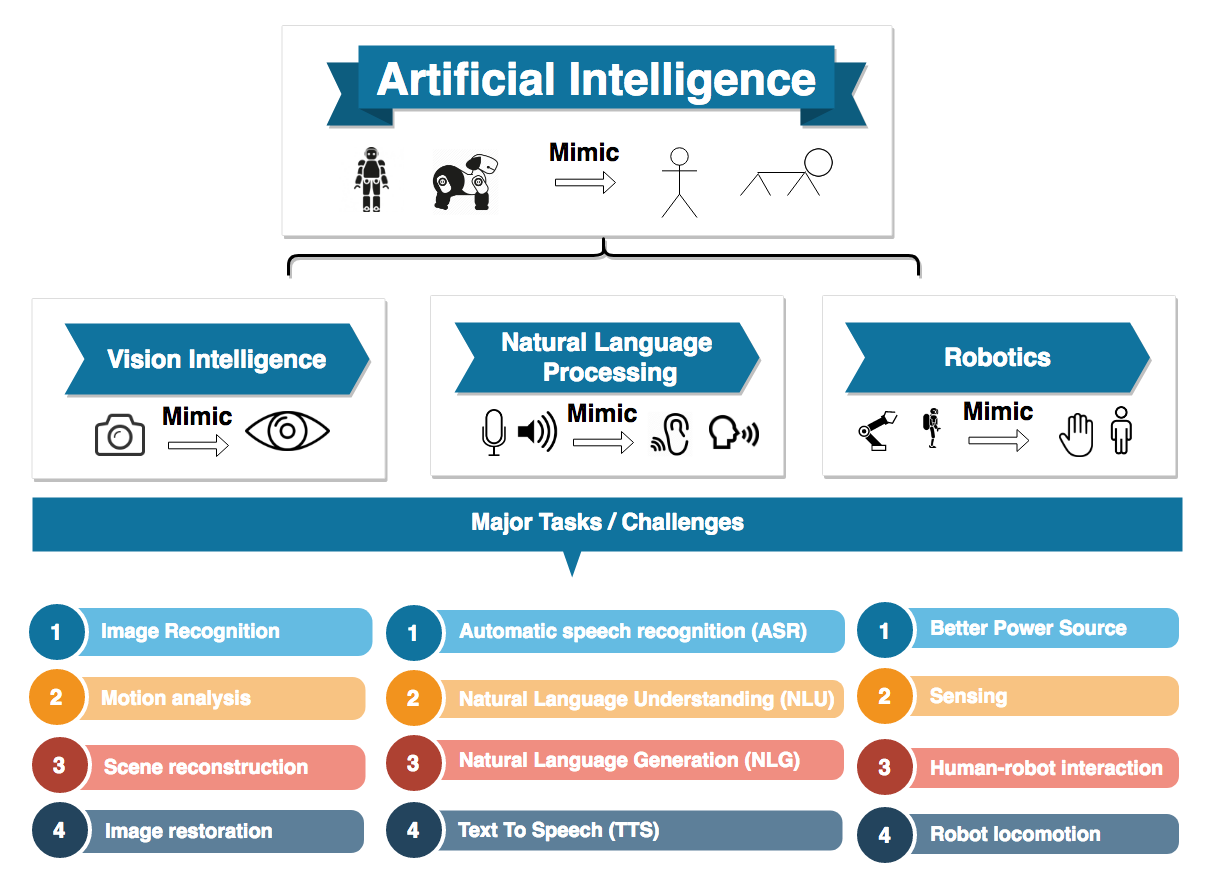 Artificial Intelligence
Mimic
Vision Intelligence
Mimic
Natural Language
Processing
Mimic
Robotics
Mimic
Major Tasks / Challenges
1 Image Recognition
2 Motion analysis
3 Scene reconstruction
4 Image restoration
1 Automatic speech recognition (ASR)
2 Natural Language Understanding (NLU)
3 Natural Language Generation (NLG)
4 Text To Speech (TTS)
1 Better Power Source
2 Sensing
3 Human-robot interaction
4 Robot locomotion